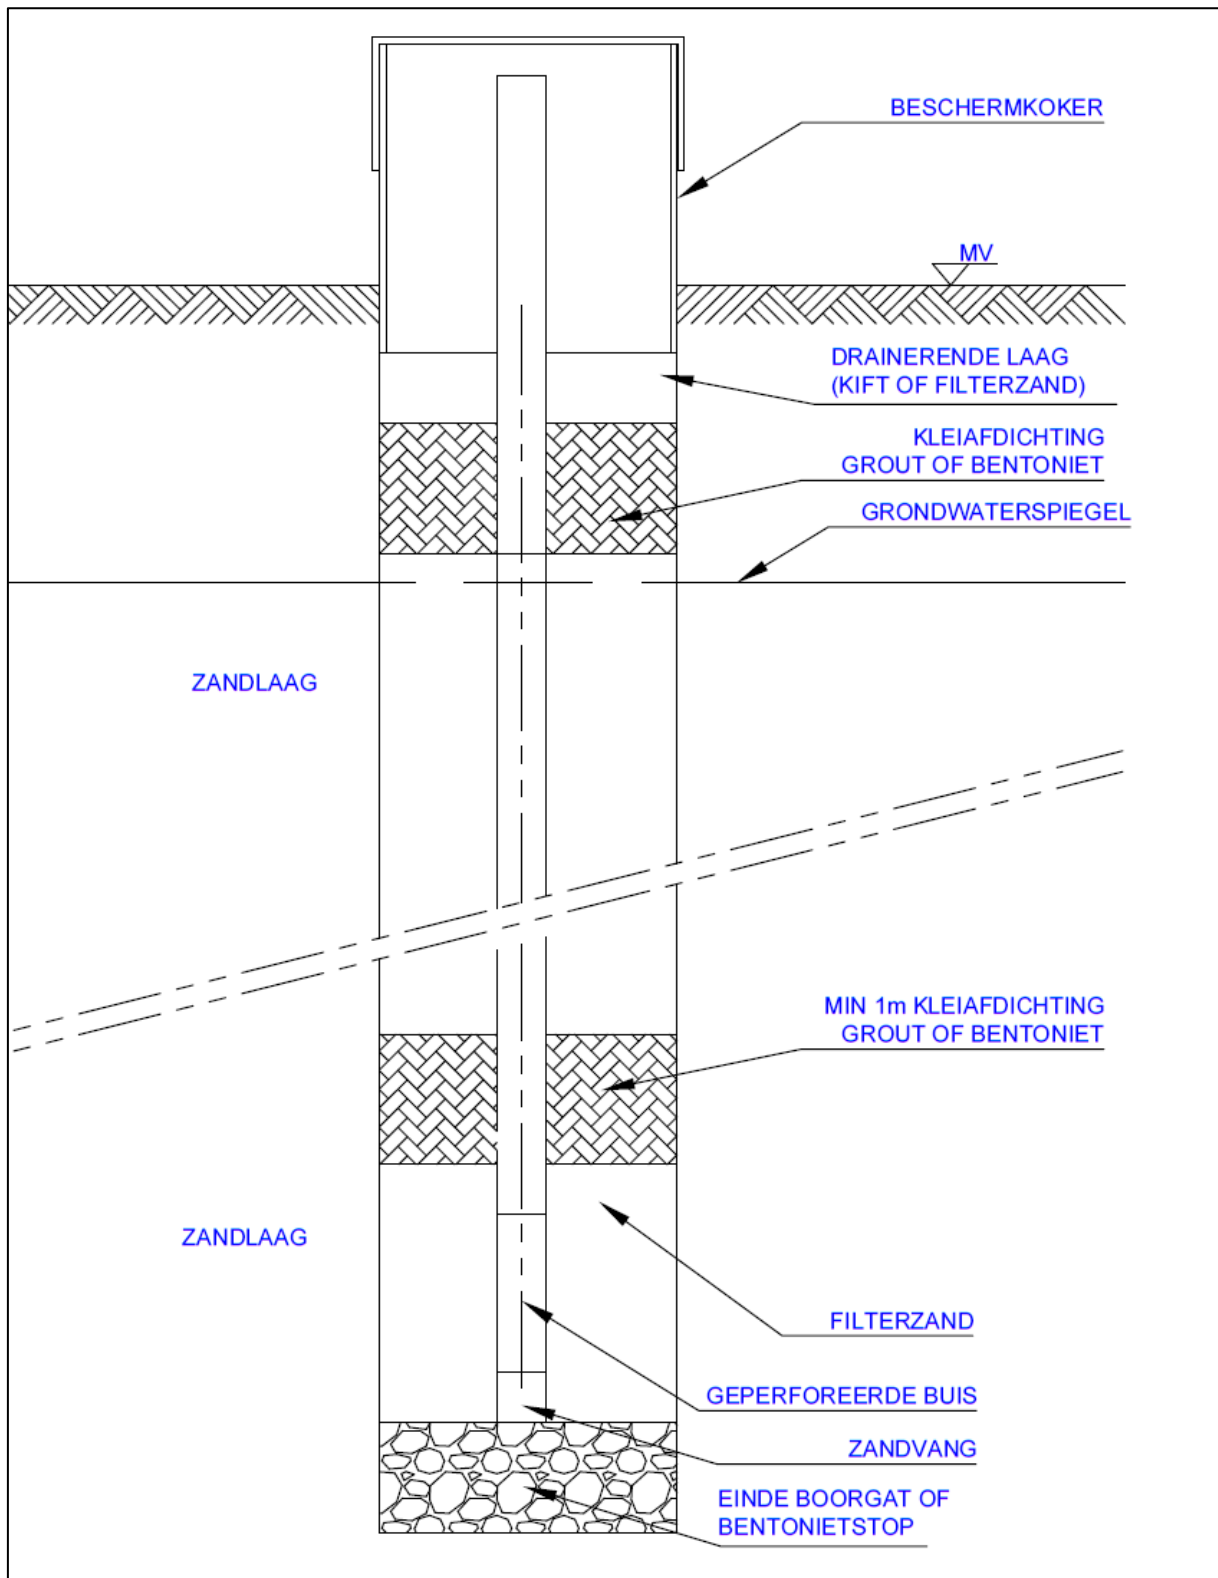 BESCHERMKOKER
MV
DRAINERENDE LAAG
(KIFT OF FILTERZAND)
KLEIAFDICHTING
GROUT OF BENTONIET
GRONDWATERSPIEGEL
ZANDLAAG
MIN 1m KLEIAFDICHTING
GROUT OF BENTONIET
ZANDLAAG
FILTERZAND
GEPERFOREERDE BUIS
ZANDVANG
EINDE BOORGAT OF
BENTONIETSTOP